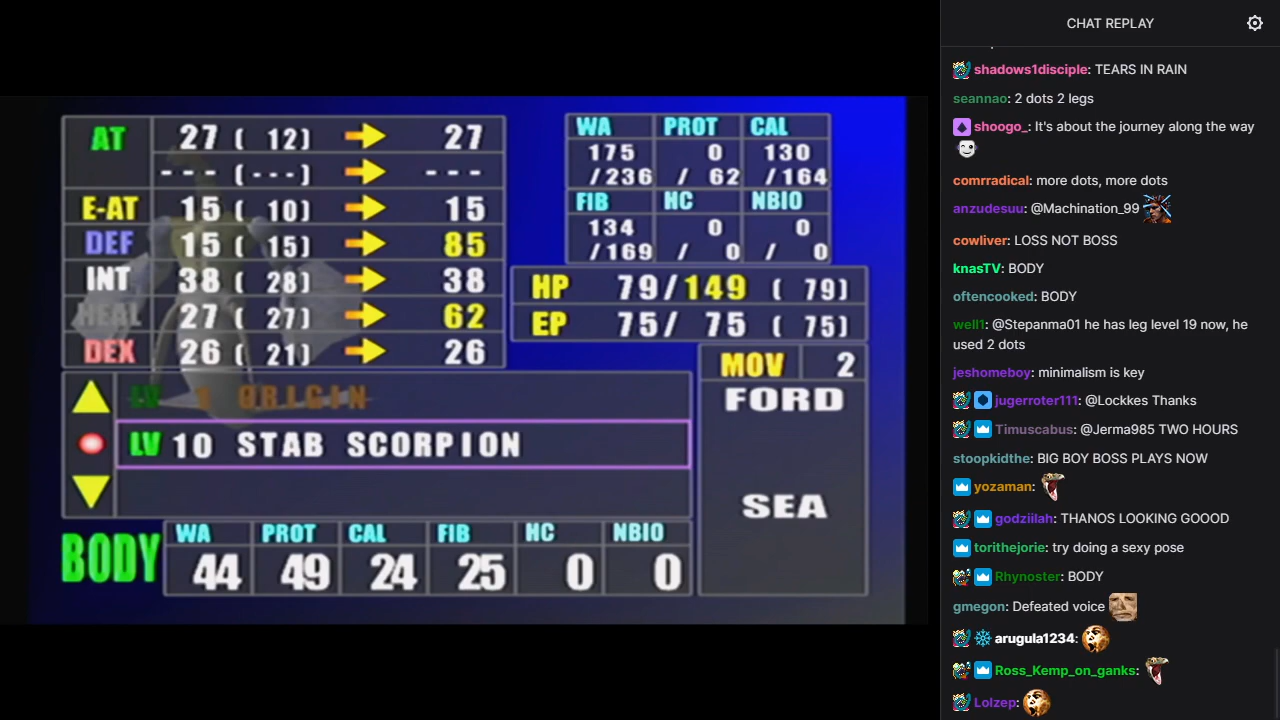 AT 27 ( 12) 27
--- (---) ---
E-AT 15 ( 10) 15
DEF 15 ( 15) 85
INT 38 ( 28) 38
HEAL 27 ( 27) 62
DEX 26 ( 21) 26
WA PROT CAL
175 0 130
/236 / 62 /164
FIB HC NBIO
134 0 0
/169 / 0 / 0
HP 79/149 ( 79)
EP 75/ 75 ( 75)
MOV 2
FORD
SEA
LV ORIGIN
LV 10 STAB SCORPION
BODY
WA PROT CAL FIB HC NBIO
44 49 24 25 0 0
CHAT REPLAY
shadows1disciple: TEARS IN RAIN
seannao: 2 dots 2 legs
shoogo_: It's about the journey along the way
comrradical: more dots, more dots
anzudesuu: @Machination_99
cowliver: LOSS NOT BOSS
knasTV: BODY
oftencooked: BODY
well1: @Stepanma01 he has leg level 19 now, he
used 2 dots
jeshomeboy: minimalism is key
jugerroter111: @Lockkes Thanks
Timuscabus: @Jerma985 TWO HOURS
stoopkidthe: BIG BOY BOSS PLAYS NOW
yozaman:
godziilah: THANOS LOOKING GOOOD
torithejorie: try doing a sexy pose
Rhynoster: BODY
gmegon: Defeated voice
arugula1234:
Ross_Kemp_on_ganks:
Lolzep: